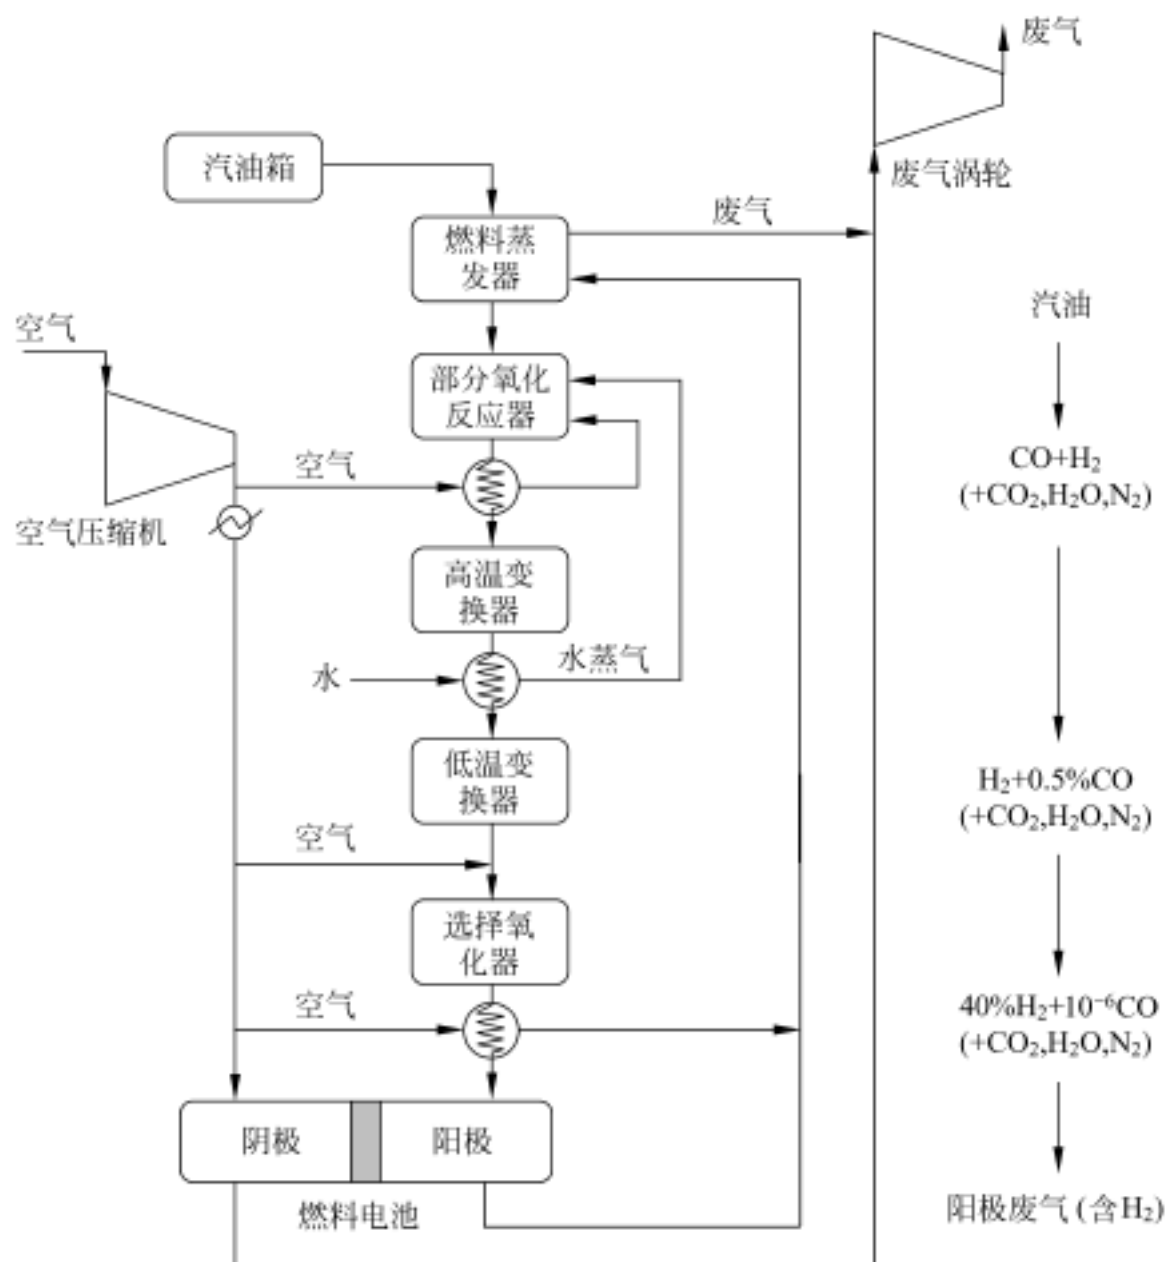 废气
废气涡轮
汽油箱
废气
燃料蒸
发器
汽油
空气
部分氧化
反应器
CO+H₂
(+CO₂,H₂O,N₂)
空气
空气压缩机
高温变
换器
水蒸气
水
低温变
换器
H₂+0.5%CO
(+CO₂,H₂O,N₂)
空气
选择氧
化器
空气
40%H₂+10⁻⁶CO
(+CO₂,H₂O,N₂)
阴极
阳极
燃料电池
阳极废气(含H₂)